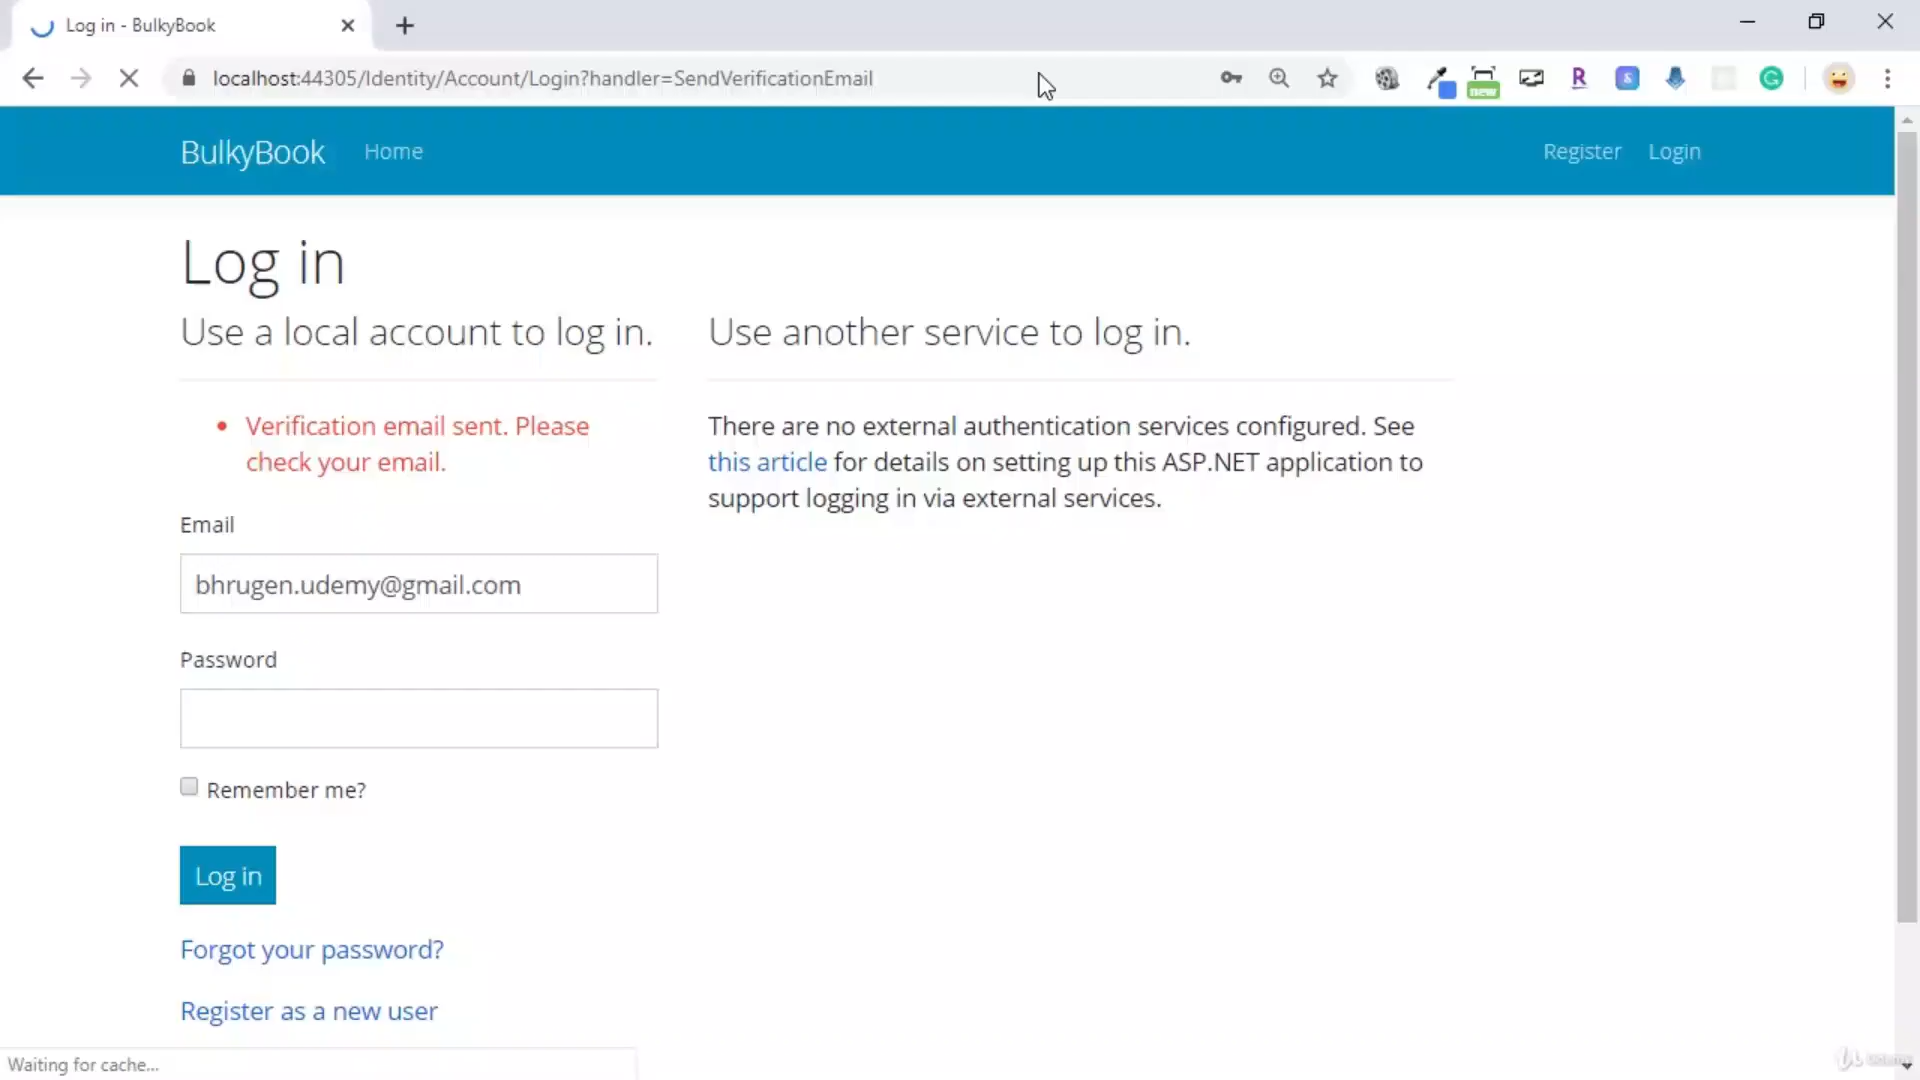 Log in - BulkyBook
localhost:44305/Identity/Account/Login?handler=SendVerificationEmail
new
R
S
G
BulkyBook Home Register Login
Log in
Use a local account to log in. Use another service to log in.
Verification email sent. Please
check your email.
There are no external authentication services configured. See
this article for details on setting up this ASP.NET application to
support logging in via external services.
Email
bhrugen.udemy@gmail.com
Password
Remember me?
Log in
Forgot your password?
Register as a new user
Waiting for cache...